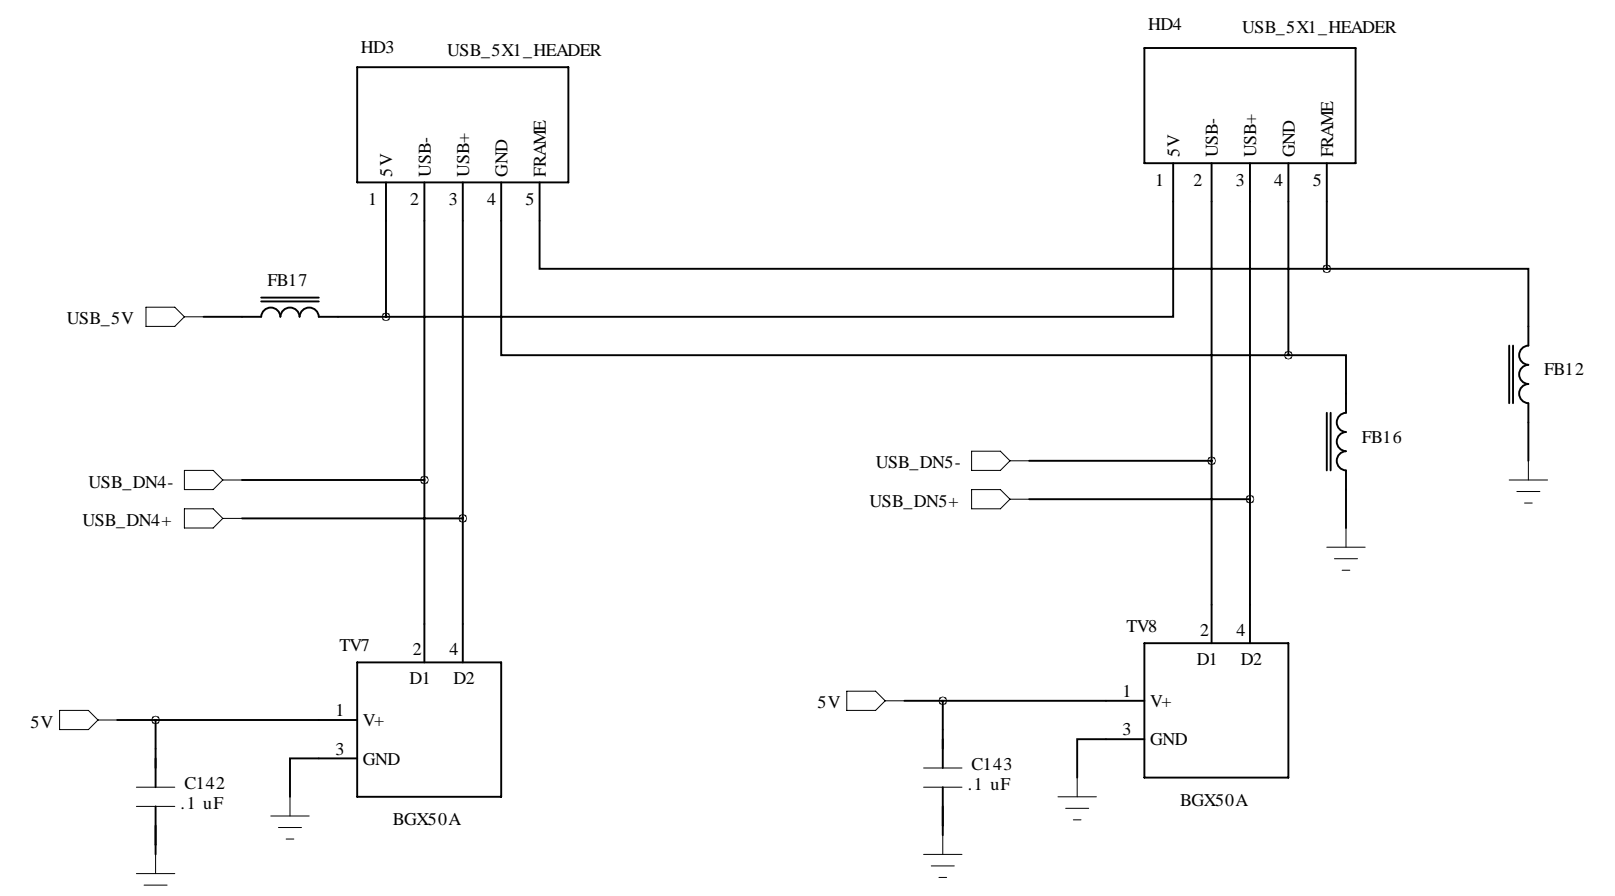 HD3 USB_5X1_HEADER
5V USB- USB+ GND FRAME
1 2 3 4 5
HD4 USB_5X1_HEADER
5V USB- USB+ GND FRAME
1 2 3 4 5
FB17
USB_5V
FB12
FB16
USB_DN4-
USB_DN4+
USB_DN5-
USB_DN5+
TV7
2 4
D1 D2
5V
1 V+
3 GND
C142
.1 uF
BGX50A
TV8
2 4
D1 D2
5V
1 V+
3 GND
C143
.1 uF
BGX50A